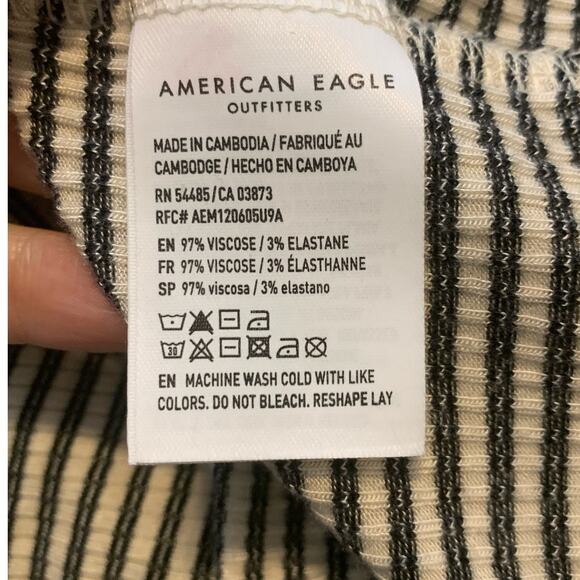 AMERICAN EAGLE
OUTFITTERS
MADE IN CAMBODIA / FABRIQUÉ AU
CAMBODGE / HECHO EN CAMBOYA
RN 54485 / CA 03873
RFC# AEM120605U9A
EN 97% VISCOSE / 3% ELASTANE
FR 97% VISCOSE / 3% ÉLASTHANNE
SP 97% viscosa / 3% elastano
30
EN MACHINE WASH COLD WITH LIKE
COLORS. DO NOT BLEACH. RESHAPE LAY